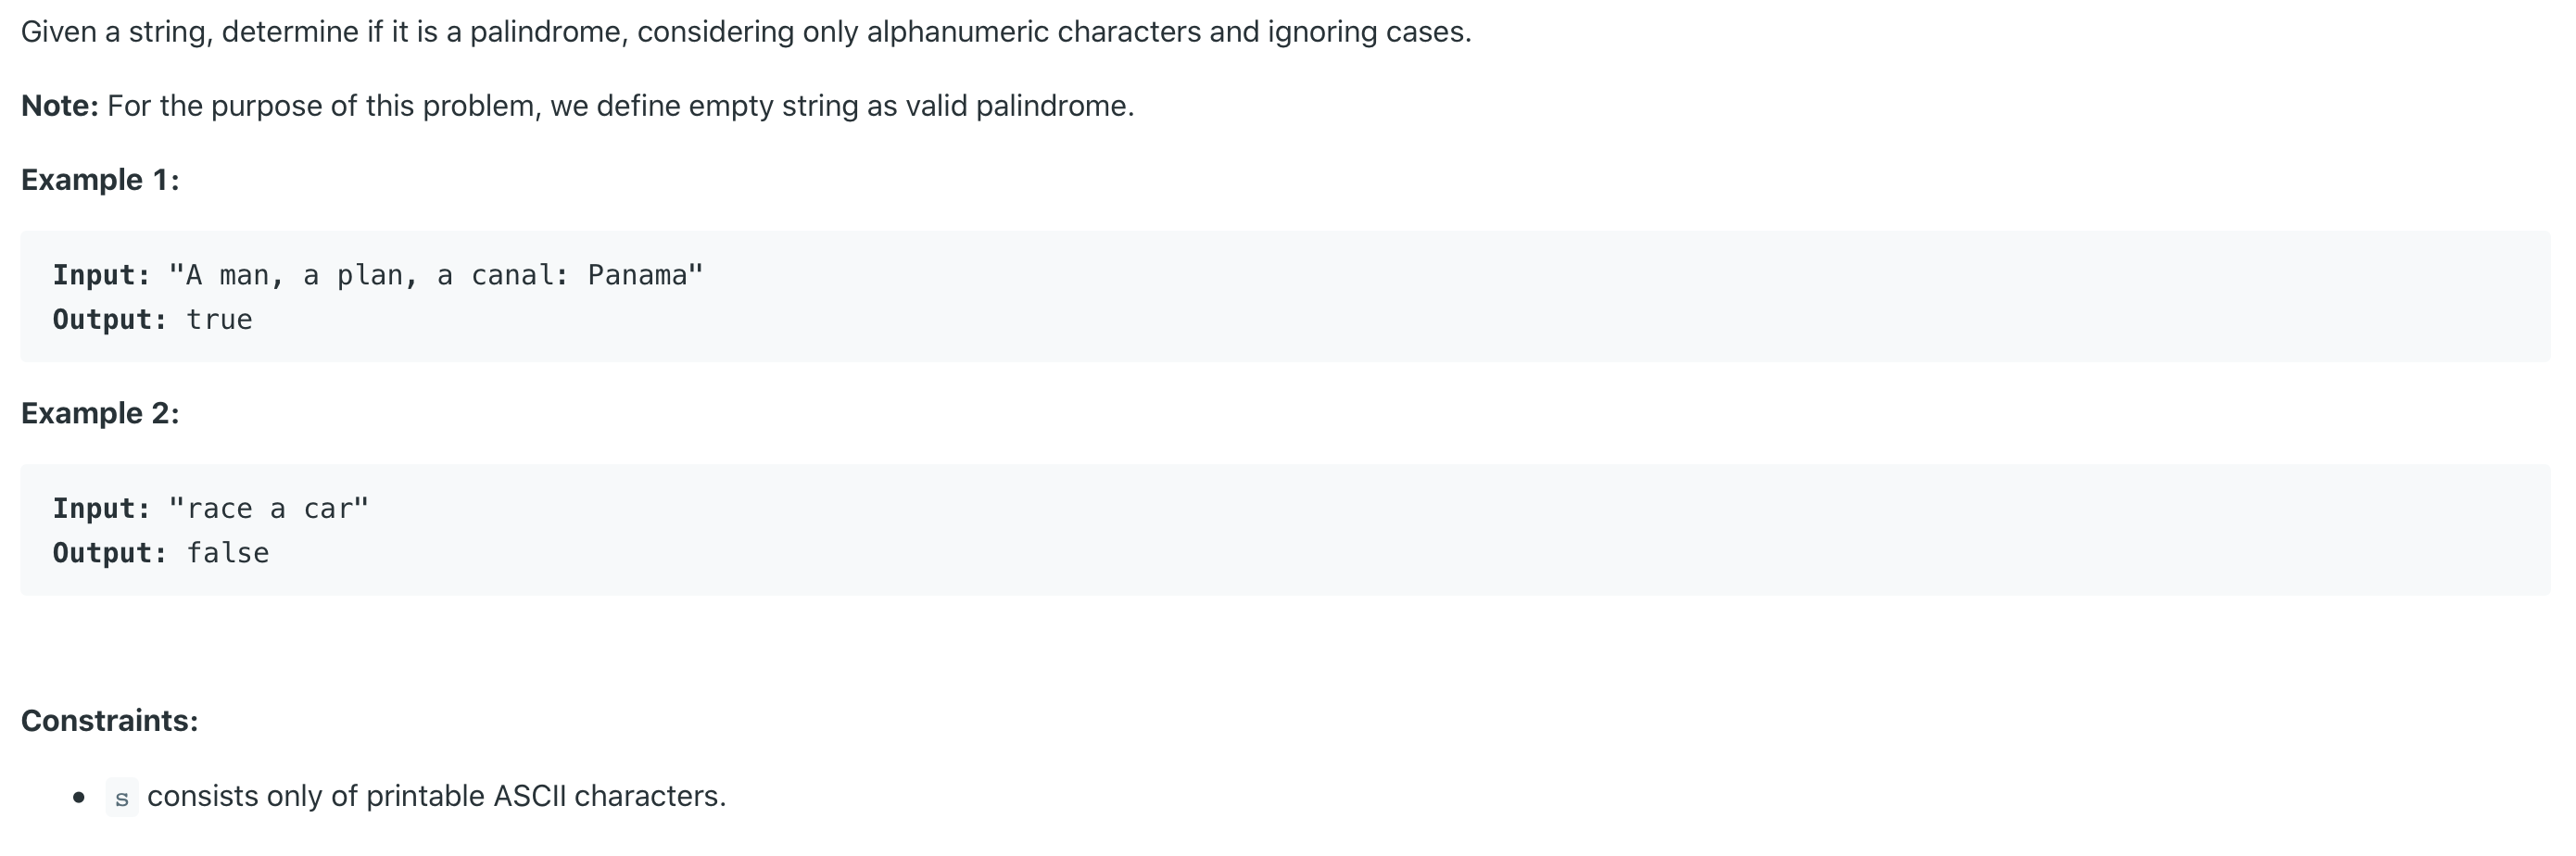 Given a string, determine if it is a palindrome, considering only alphanumeric characters and ignoring cases.
Note: For the purpose of this problem, we define empty string as valid palindrome.
Example 1:
Input: "A man, a plan, a canal: Panama"
Output: true
Example 2:
Input: "race a car"
Output: false
Constraints:
• s consists only of printable ASCII characters.